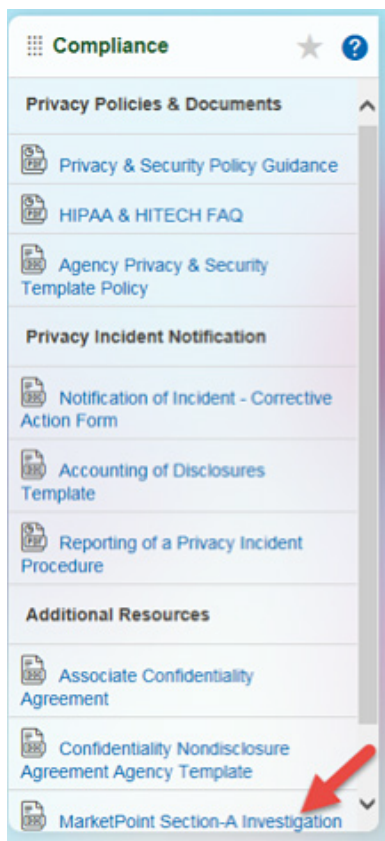 Compliance
Privacy Policies & Documents
Privacy & Security Policy Guidance
HIPAA & HITECH FAQ
Agency Privacy & Security
Template Policy
Privacy Incident Notification
Notification of Incident - Corrective
Action Form
Accounting of Disclosures
Template
Reporting of a Privacy Incident
Procedure
Additional Resources
Associate Confidentiality
Agreement
Confidentiality Nondisclosure
Agreement Agency Template
MarketPoint Section-A Investigation